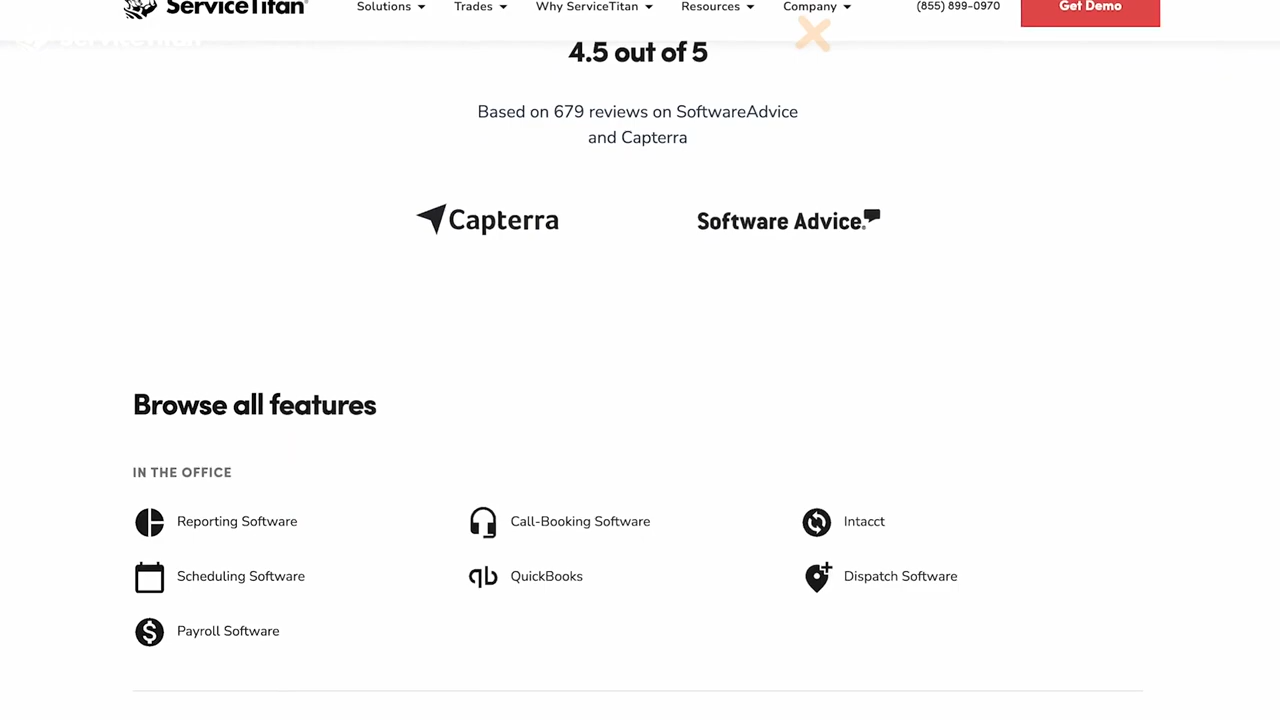 ServiceTitan
Solutions
Trades
Why ServiceTitan
Resources
Company
(855) 899-0970
Get Demo
4.5 out of 5
Based on 679 reviews on SoftwareAdvice
and Capterra
Capterra
Software Advice
Browse all features
IN THE OFFICE
Reporting Software
Call-Booking Software
Intacct
Scheduling Software
qb
QuickBooks
Dispatch Software
Payroll Software